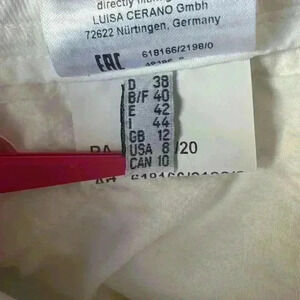 LUISA CERANO GmbH
72622 Nürtingen, Germany
EAC
618166/2198/0
D 38
B/F 40
E 42
I 44
GB 12
USA 8
CAN 10
/20